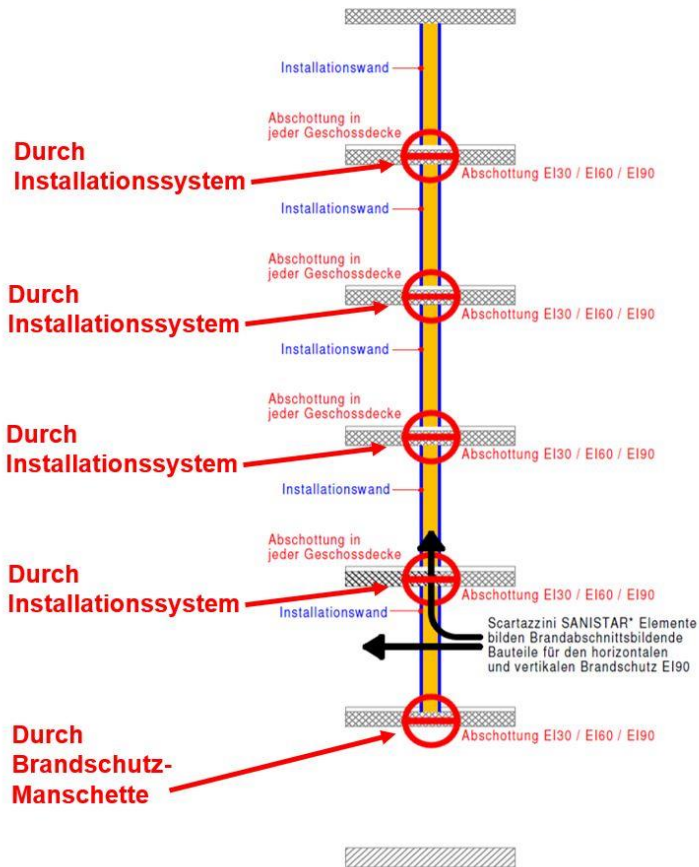 Installationswand
Abschottung in
jeder Geschossdecke
Durch
Installationssystem
Abschottung EI30 / EI60 / EI90
Installationswand
Abschottung in
jeder Geschossdecke
Durch
Installationssystem
Abschottung EI30 / EI60 / EI90
Installationswand
Abschottung in
jeder Geschossdecke
Durch
Installationssystem
Abschottung EI30 / EI60 / EI90
Installationswand
Abschottung in
jeder Geschossdecke
Durch
Installationssystem
Abschottung EI30 / EI60 / EI90
Installationswand
Scartazzini SANISTAR* Elemente
bilden Brandabschnittsbildende
Bauteile für den horizontalen
und vertikalen Brandschutz EI90
Durch
Brandschutz-
Manschette
Abschottung EI30 / EI60 / EI90